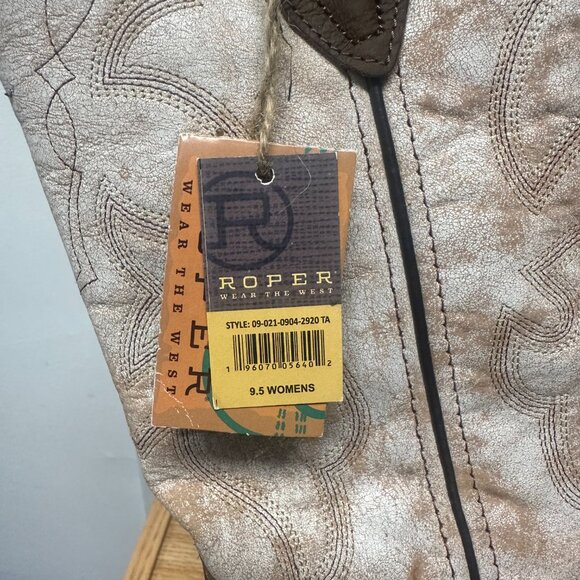 R
ROPER
WEAR THE WEST
STYLE: 09-021-0904-2920 TA
1 96070 05640 2
9.5 WOMENS
WEAR THE WEST
ER